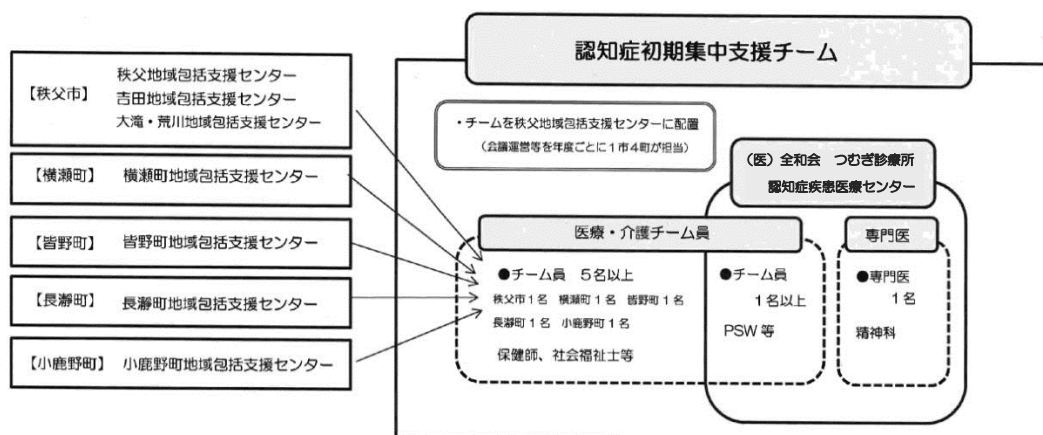 認知症初期集中支援チーム
【秩父市】
秩父地域包括支援センター
吉田地域包括支援センター
大滝・荒川地域包括支援センター
【横瀬町】 横瀬町地域包括支援センター
【皆野町】 皆野町地域包括支援センター
【長瀞町】 長瀞町地域包括支援センター
【小鹿野町】 小鹿野町地域包括支援センター
・チームを秩父地域包括支援センターに配置
（会議運営等を年度ごとに１市４町が担当）
（医）全和会 つむぎ診療所
認知症疾患医療センター
医療・介護チーム員
●チーム員 ５名以上
秩父市１名 横瀬町１名 皆野町１名
長瀞町１名 小鹿野町１名
保健師、社会福祉士等
●チーム員
１名以上
PSW 等
専門医
●専門医
１名
精神科